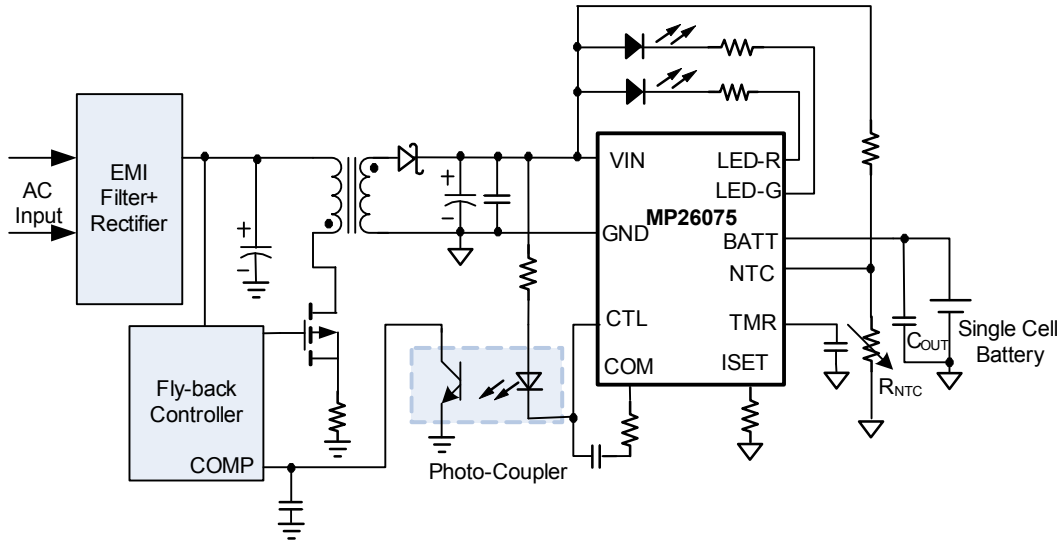 AC
Input
EMI
Filter+
Rectifier
+
-
Fly-back
Controller
COMP
+
-
Photo-Coupler
MP26075
VIN
GND
CTL
COM
LED-R
LED-G
BATT
NTC
TMR
ISET
COUT
RNTC
Single Cell
Battery